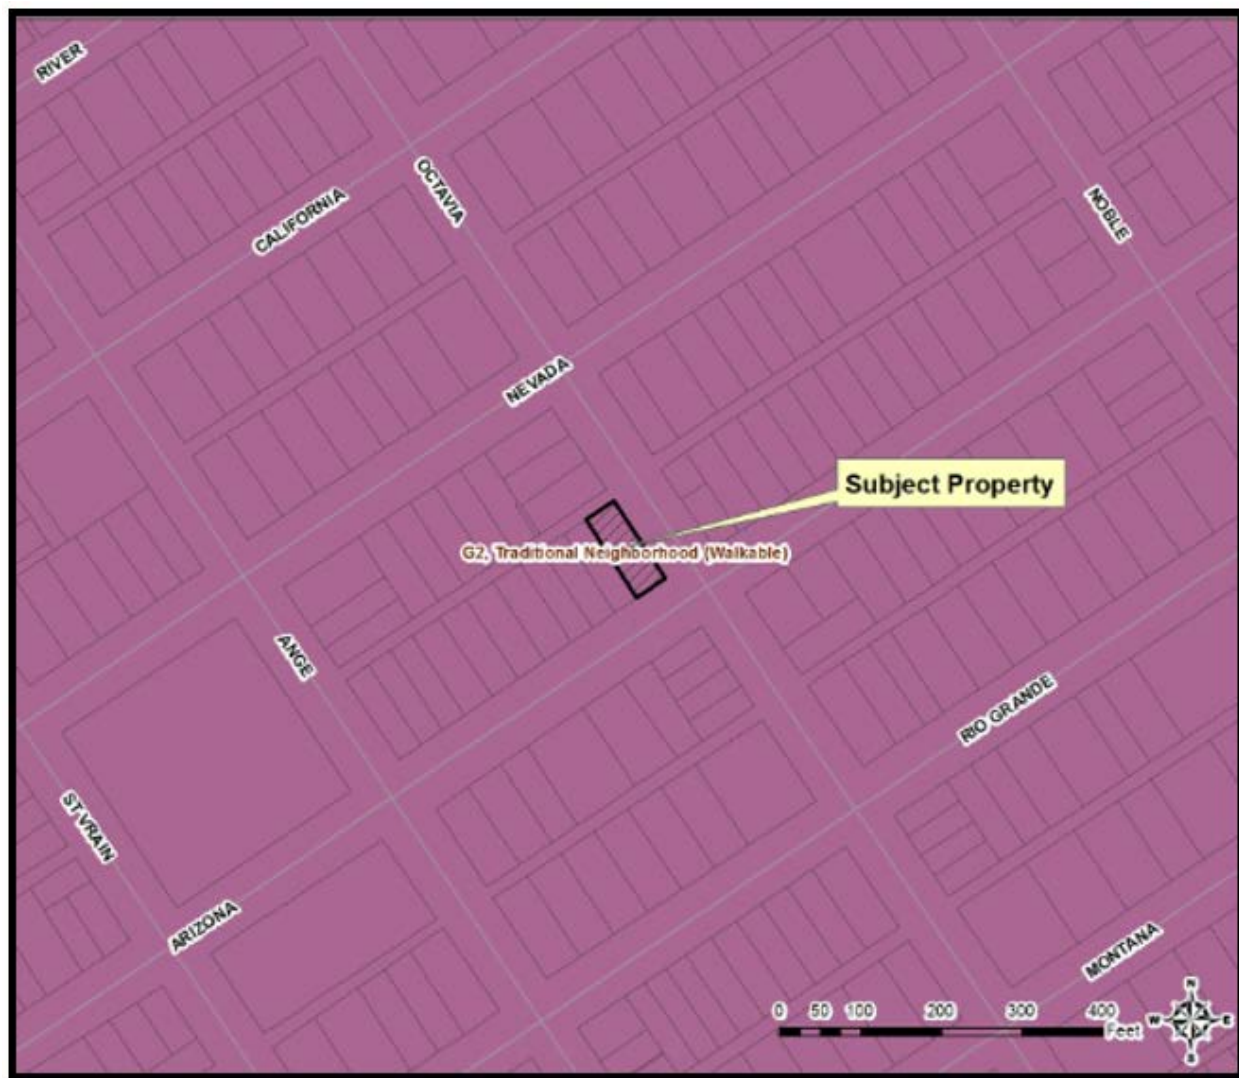 RIVER
OCTAVIA
CALIFORNIA
NOBLE
NEVADA
Subject Property
G2, Traditional Neighborhood (Walkable)
ANGE
RIO GRANDE
ST VRAIN
ARIZONA
MONTANA
N
W E
S
0 50 100 200 300 400
Feet